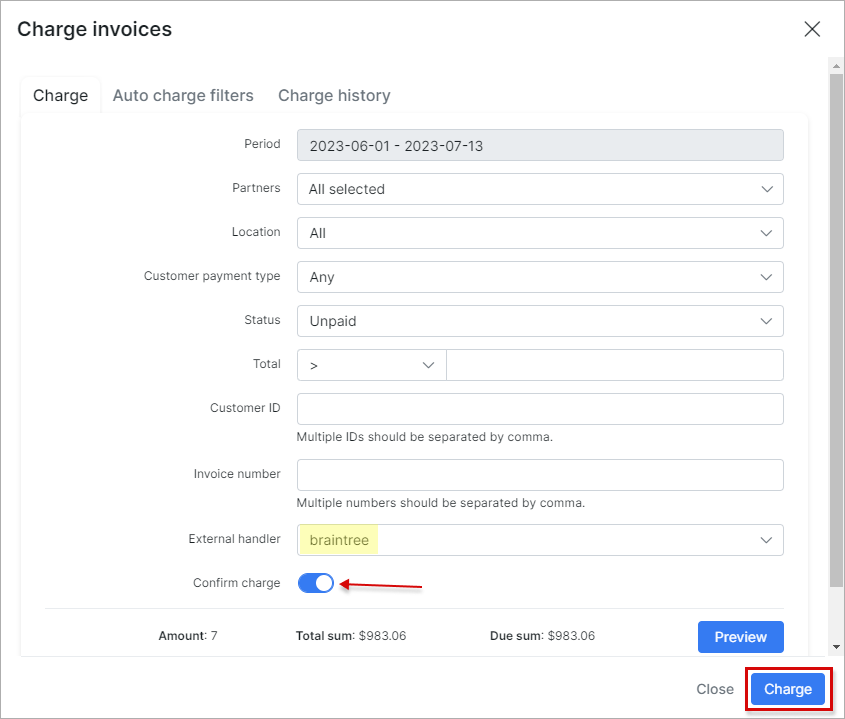 Charge invoices
Charge Auto charge filters Charge history
Period 2023-06-01 - 2023-07-13
Partners All selected
Location All
Customer payment type Any
Status Unpaid
Total >
Customer ID
Multiple IDs should be separated by comma.
Invoice number
Multiple numbers should be separated by comma.
External handler braintree
Confirm charge
Amount: 7 Total sum: $983.06 Due sum: $983.06 Preview
Close Charge